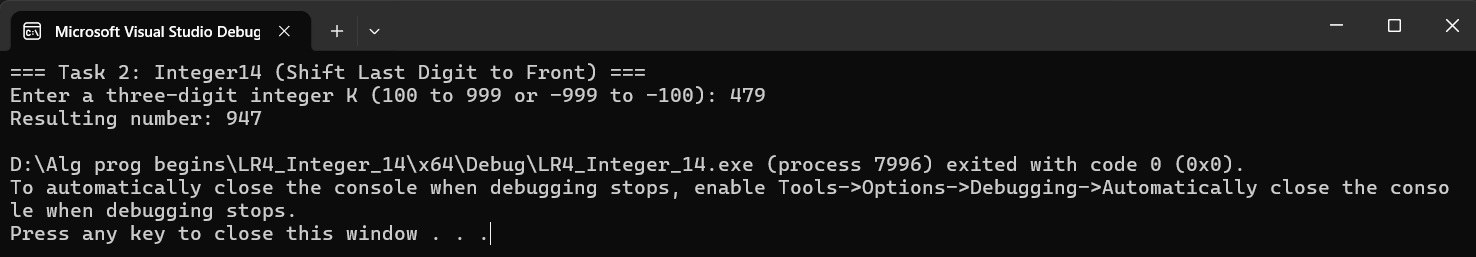 Microsoft Visual Studio Debug
=== Task 2: Integer14 (Shift Last Digit to Front) ===
Enter a three-digit integer K (100 to 999 or -999 to -100): 479
Resulting number: 947
D:\Alg prog begins\LR4_Integer_14\x64\Debug\LR4_Integer_14.exe (process 7996) exited with code 0 (0x0).
To automatically close the console when debugging stops, enable Tools->Options->Debugging->Automatically close the conso
le when debugging stops.
Press any key to close this window . . .